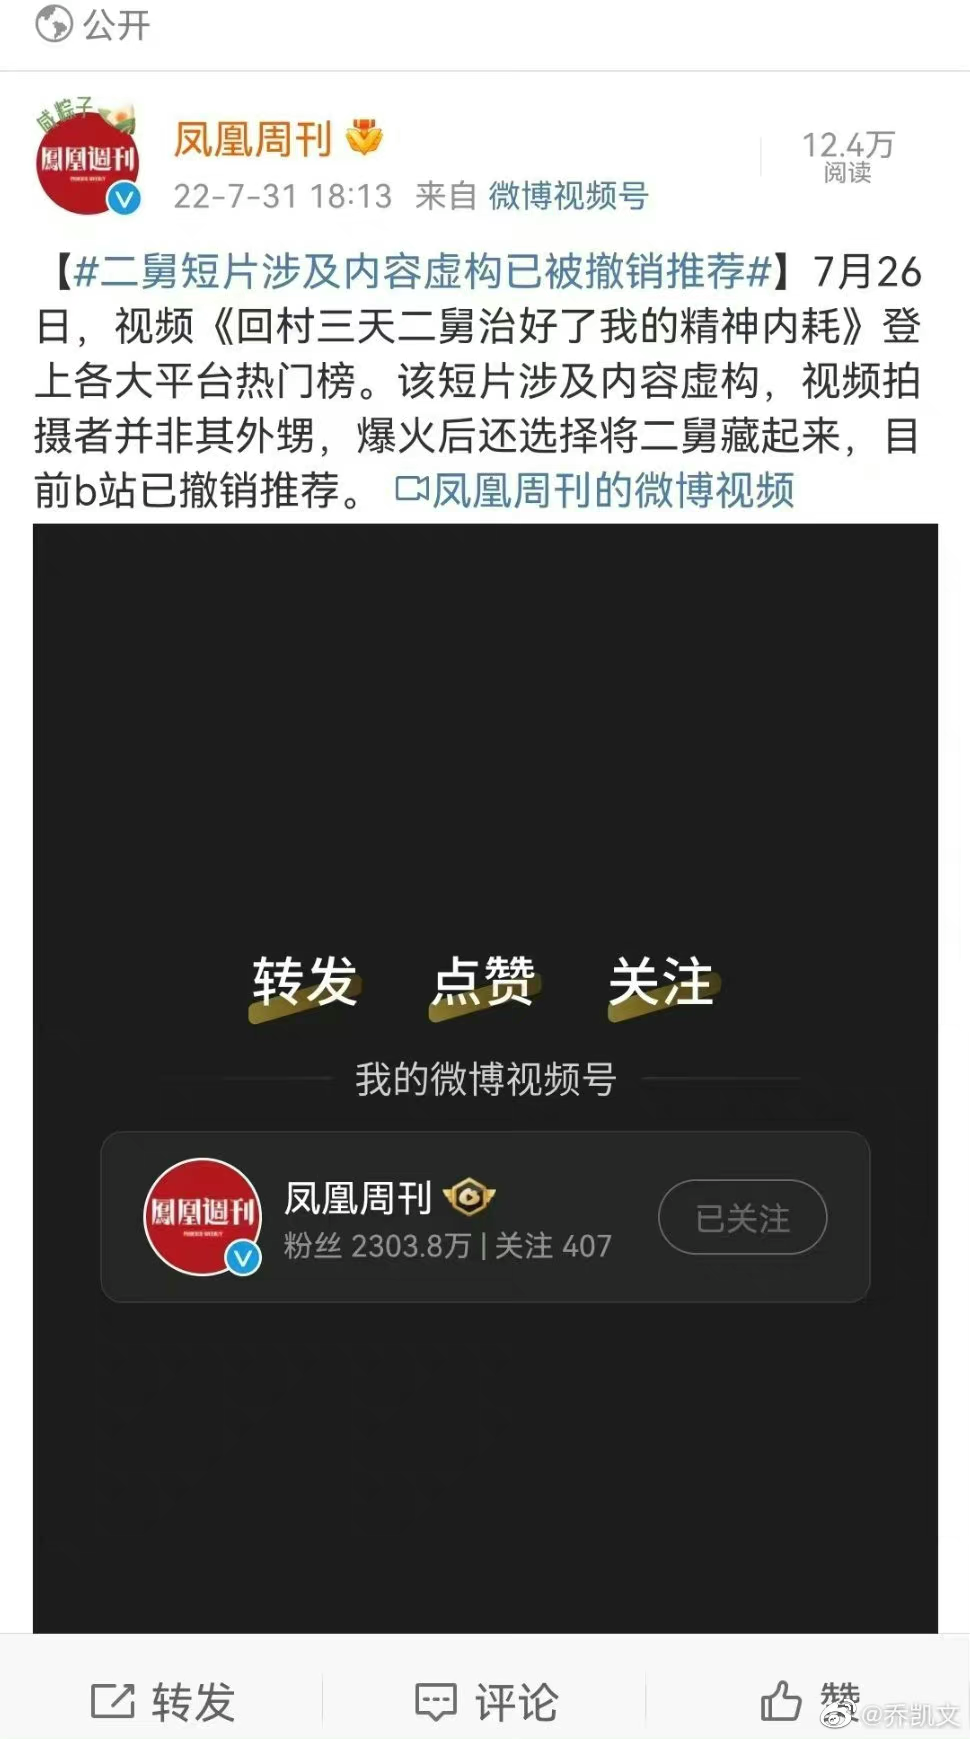 公开
咸粽子
鳳凰週刊
PHOENIX WEEKLY
凤凰周刊
12.4万
阅读
22-7-31 18:13 来自 微博视频号
【#二舅短片涉及内容虚构已被撤销推荐#】7月26
日，视频《回村三天二舅治好了我的精神内耗》登
上各大平台热门榜。该短片涉及内容虚构，视频拍
摄者并非其外甥，爆火后还选择将二舅藏起来，目
前b站已撤销推荐。 凤凰周刊的微博视频
转发 点赞 关注
我的微博视频号
鳳凰週刊
PHOENIX WEEKLY
凤凰周刊
粉丝 2303.8万 | 关注 407
已关注
转发 评论 赞
@乔凯文